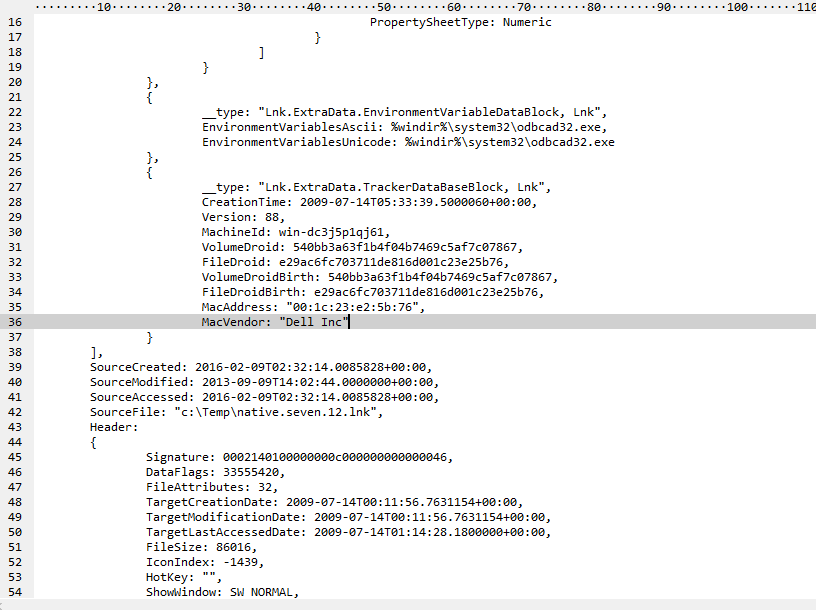 10 20 30 40 50 60 70 80 90 100 110
16 PropertySheetType: Numeric
17 }
18 ]
19 }
20 },
21 {
22 __type: "Lnk.ExtraData.EnvironmentVariableDataBlock, Lnk",
23 EnvironmentVariablesAscii: %windir%\system32\odbcad32.exe,
24 EnvironmentVariablesUnicode: %windir%\system32\odbcad32.exe
25 },
26 {
27 __type: "Lnk.ExtraData.TrackerDataBaseBlock, Lnk",
28 CreationTime: 2009-07-14T05:33:39.5000060+00:00,
29 Version: 88,
30 MachineId: win-dc3j5p1qj61,
31 VolumeDroid: 540bb3a63f1b4f04b7469c5af7c07867,
32 FileDroid: e29ac6fc703711de816d001c23e25b76,
33 VolumeDroidBirth: 540bb3a63f1b4f04b7469c5af7c07867,
34 FileDroidBirth: e29ac6fc703711de816d001c23e25b76,
35 MacAddress: "00:1c:23:e2:5b:76",
36 MacVendor: "Dell Inc"
37 }
38 ],
39 SourceCreated: 2016-02-09T02:32:14.0085828+00:00,
40 SourceModified: 2013-09-09T14:02:44.0000000+00:00,
41 SourceAccessed: 2016-02-09T02:32:14.0085828+00:00,
42 SourceFile: "c:\Temp\native.seven.12.lnk",
43 Header:
44 {
45 Signature: 0002140100000000c000000000000046,
46 DataFlags: 33555420,
47 FileAttributes: 32,
48 TargetCreationDate: 2009-07-14T00:11:56.7631154+00:00,
49 TargetModificationDate: 2009-07-14T00:11:56.7631154+00:00,
50 TargetLastAccessedDate: 2009-07-14T01:14:28.1800000+00:00,
51 FileSize: 86016,
52 IconIndex: -1439,
53 HotKey: "",
54 ShowWindow: SW NORMAL,